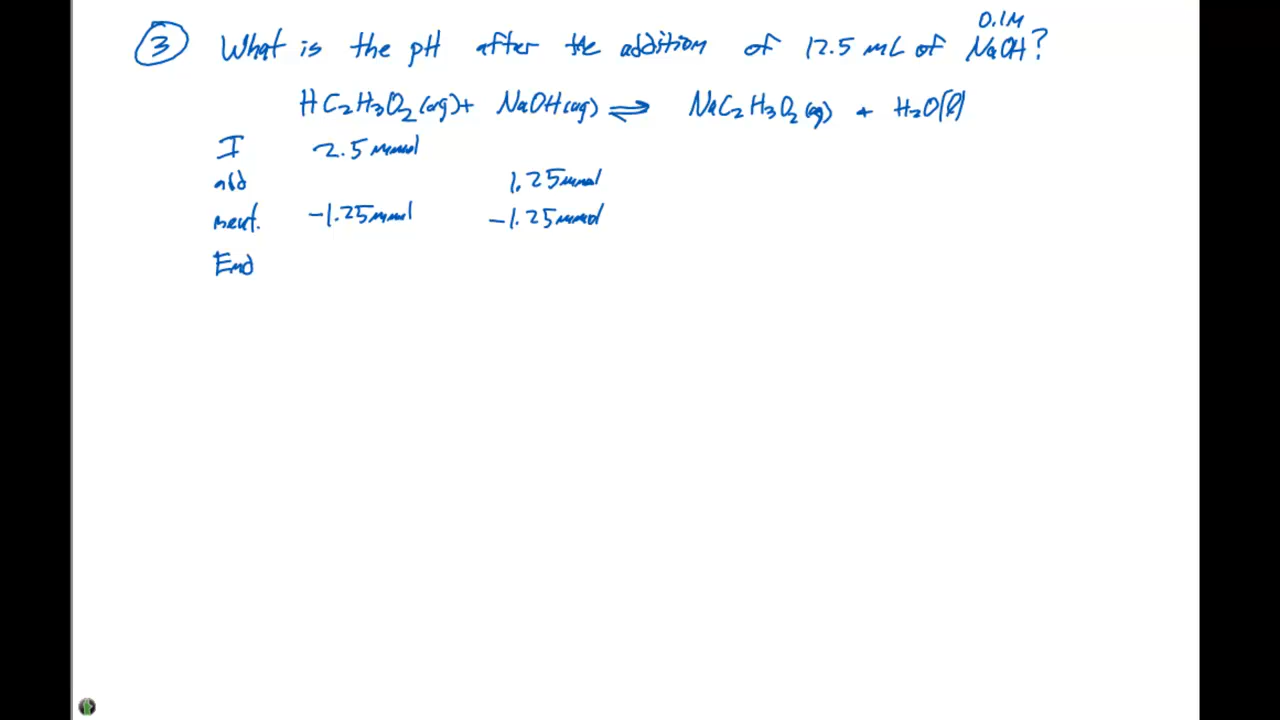 ③ What is the pH after the addition of 12.5 mL of 0.1M NaOH?
HC₂H₃O₂(aq) + NaOH(aq) ⇌ NaC₂H₃O₂(aq) + H₂O(l)
I 2.5 mmol
add 1.25 mmol
neut. -1.25 mmol -1.25 mmol
End